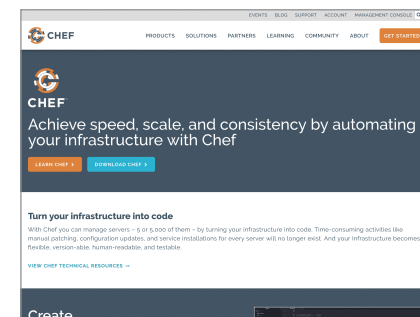 EVENTS BLOG SUPPORT ACCOUNT MANAGEMENT CONSOLE
CHEF PRODUCTS SOLUTIONS PARTNERS LEARNING COMMUNITY ABOUT GET STARTED
CHEF
Achieve speed, scale, and consistency by automating
your infrastructure with Chef
LEARN CHEF > DOWNLOAD CHEF >
Turn your infrastructure into code
With Chef you can manage servers – 5 or 5,000 of them – by turning your infrastructure into code. Time-consuming activities like
manual patching, configuration updates, and service installations for every server will no longer exist. And your infrastructure becomes
flexible, version-able, human-readable, and testable.
VIEW CHEF TECHNICAL RESOURCES →
Create